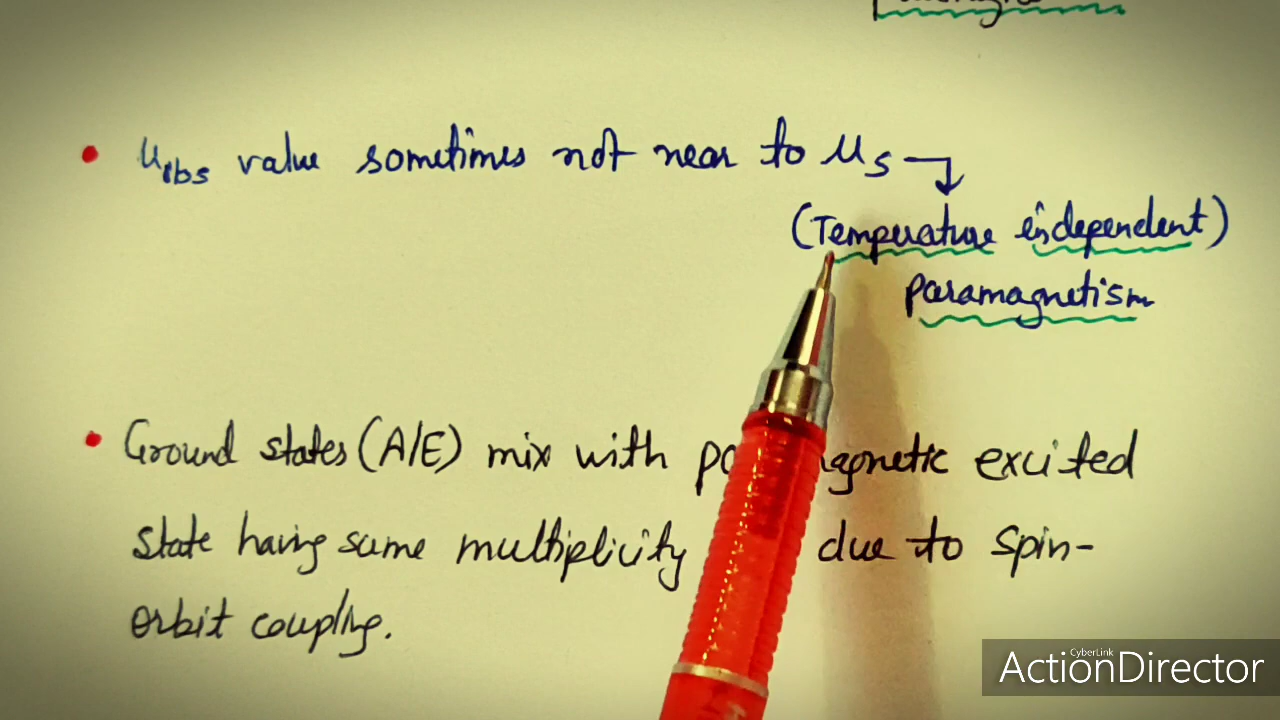 • μobs value sometimes not near to μs
(Temperature independent)
paramagnetism
• Ground states (A/E) mix with excited
state having same multiplicity due to spin-
orbit coupling.
CyberLink
ActionDirector